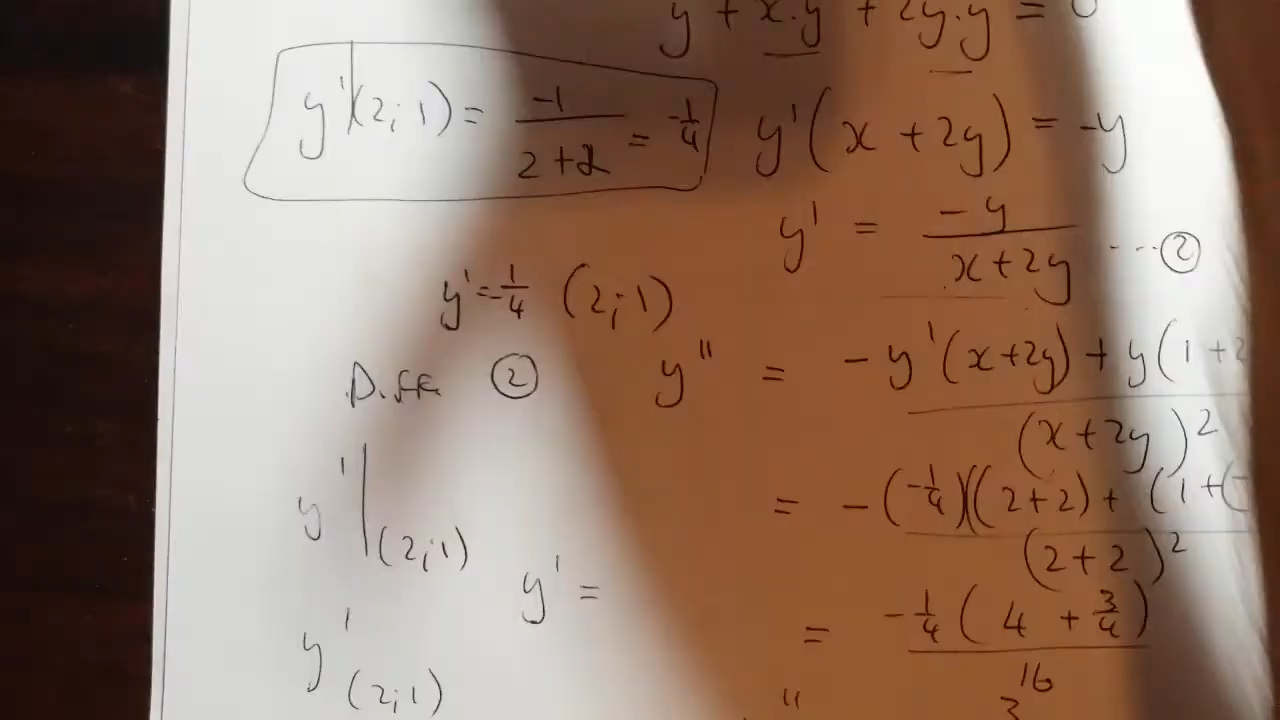 y + x.y + 2y.y = 0
y'|(2;1) = -1/(2+2) = -1/4
y'(x + 2y) = -y
y' = -y/(x+2y) ---- ②
y' = -1/4 (2;1)
Diff. ② y'' = -y'(x+2y) + y(1+2
(x+2y)²
y'|(2;1)
= -(-1/4)(2+2) + (1+(-
(2+2)²
y' =
= -1/4(4 + 3/4)
16
y'(2;1)
" 3